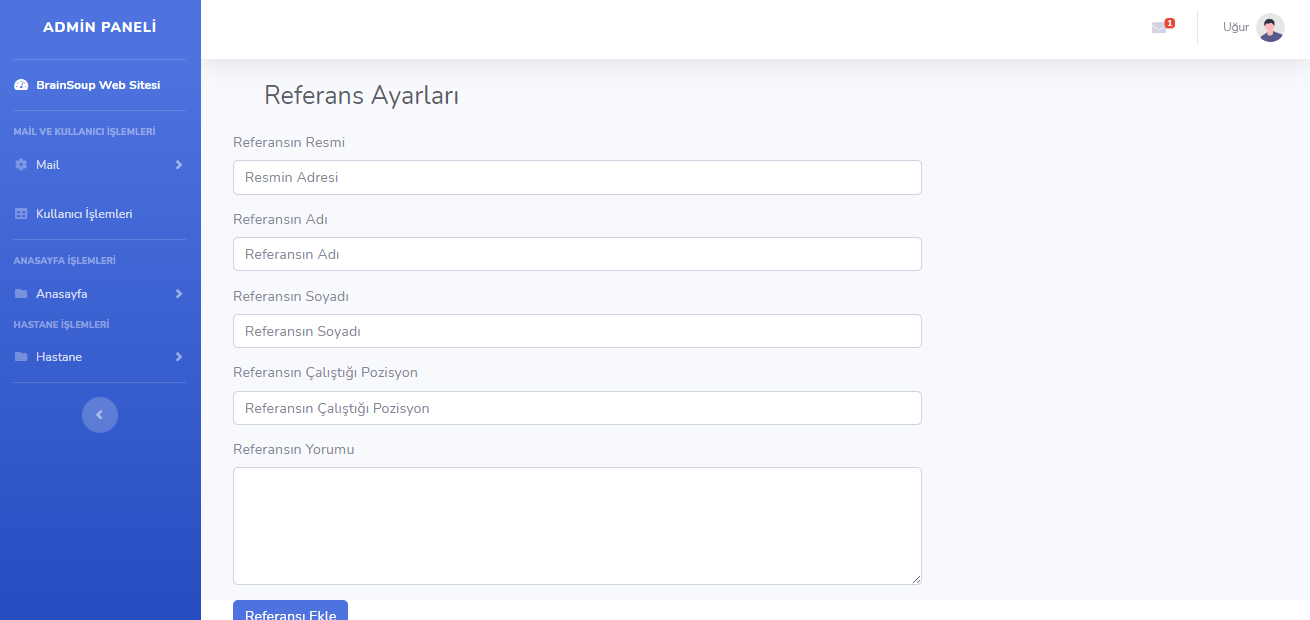 ADMİN PANELİ
BrainSoup Web Sitesi
MAİL VE KULLANICI İŞLEMLERİ
Mail
Kullanıcı İşlemleri
ANASAYFA İŞLEMLERİ
Anasayfa
HASTANE İŞLEMLERİ
Hastane
1
Uğur
Referans Ayarları
Referansın Resmi
Resmin Adresi
Referansın Adı
Referansın Adı
Referansın Soyadı
Referansın Soyadı
Referansın Çalıştığı Pozisyon
Referansın Çalıştığı Pozisyon
Referansın Yorumu
Referansı Ekle